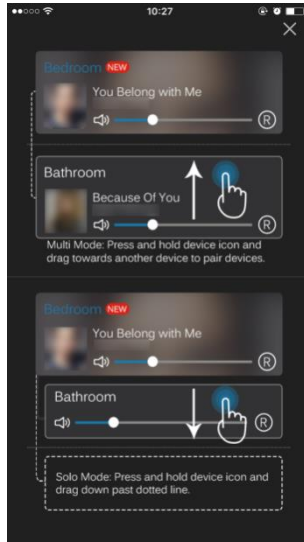 10:27
Bedroom NEW
You Belong with Me
R
Bathroom
Because Of You
R
Multi Mode: Press and hold device icon and
drag towards another device to pair devices.
Bedroom NEW
You Belong with Me
R
Bathroom
R
Solo Mode: Press and hold device icon and
drag down past dotted line.